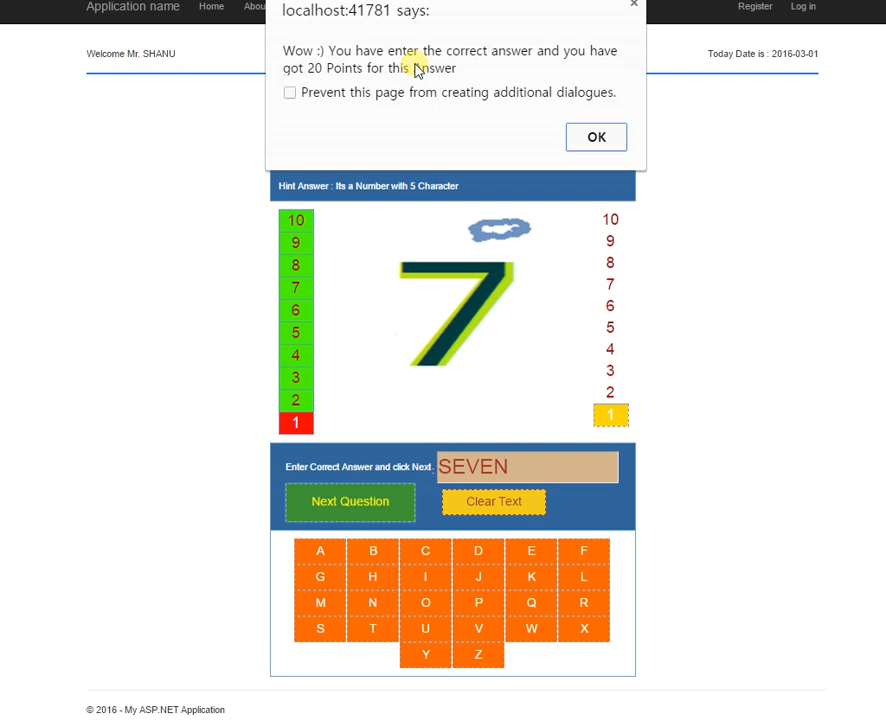 Application name Home Abou Register Log in
localhost:41781 says:
Wow :) You have enter the correct answer and you have
got 20 Points for this Answer
Prevent this page from creating additional dialogues.
OK
Welcome Mr. SHANU
Today Date is : 2016-03-01
Hint Answer : Its a Number with 5 Character
10 10
9 9
8 8
7 7
6 6
5 5
4 4
3 3
2 2
1 1
7
Enter Correct Answer and click Next : SEVEN
Next Question Clear Text
A B C D E F
G H I J K L
M N O P Q R
S T U V W X
Y Z
© 2016 - My ASP.NET Application